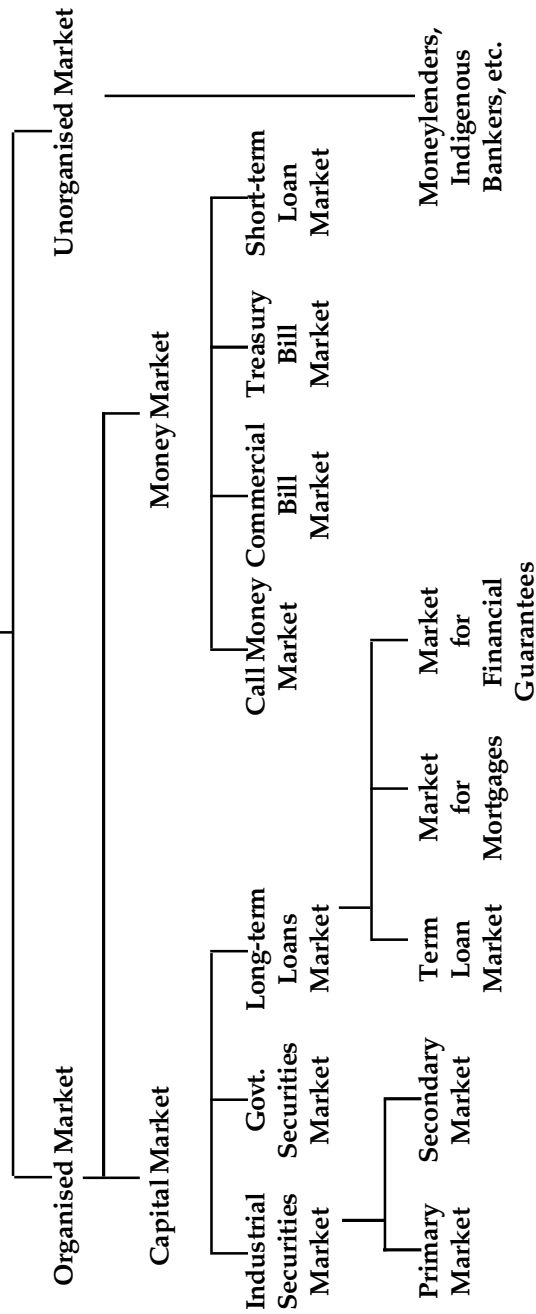 Organised Market
Unorganised Market
Capital Market
Money Market
Industrial
Securities
Market
Govt.
Securities
Market
Long-term
Loans
Market
Call Money
Market
Commercial
Bill
Market
Treasury
Bill
Market
Short-term
Loan
Market
Primary
Market
Secondary
Market
Term
Loan
Market
Market
for
Mortgages
Market
for
Financial
Guarantees
Moneylenders,
Indigenous
Bankers, etc.